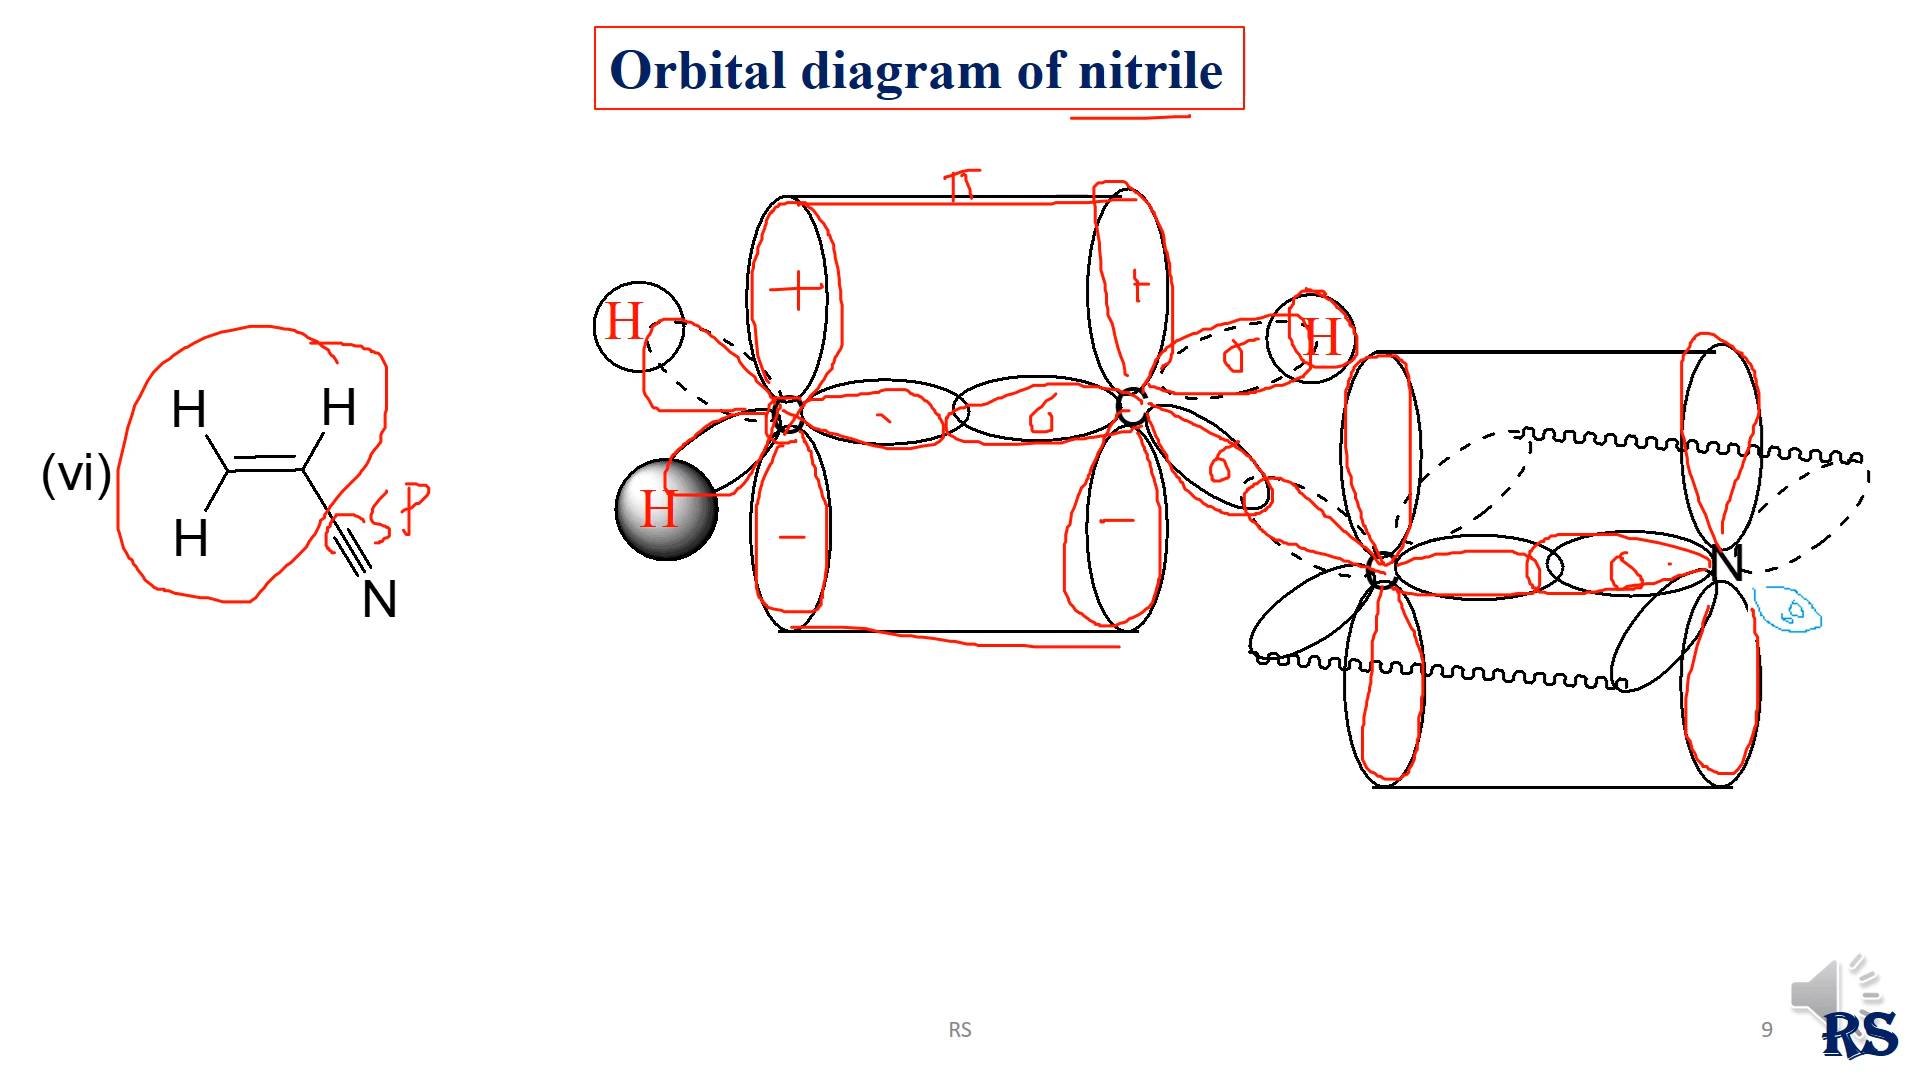 Orbital diagram of nitrile
π
+
+
H
H
σ
H
H
(vi)
SP
H
N
σ
σ
H
-
-
σ
N
σ
RS
9
RS